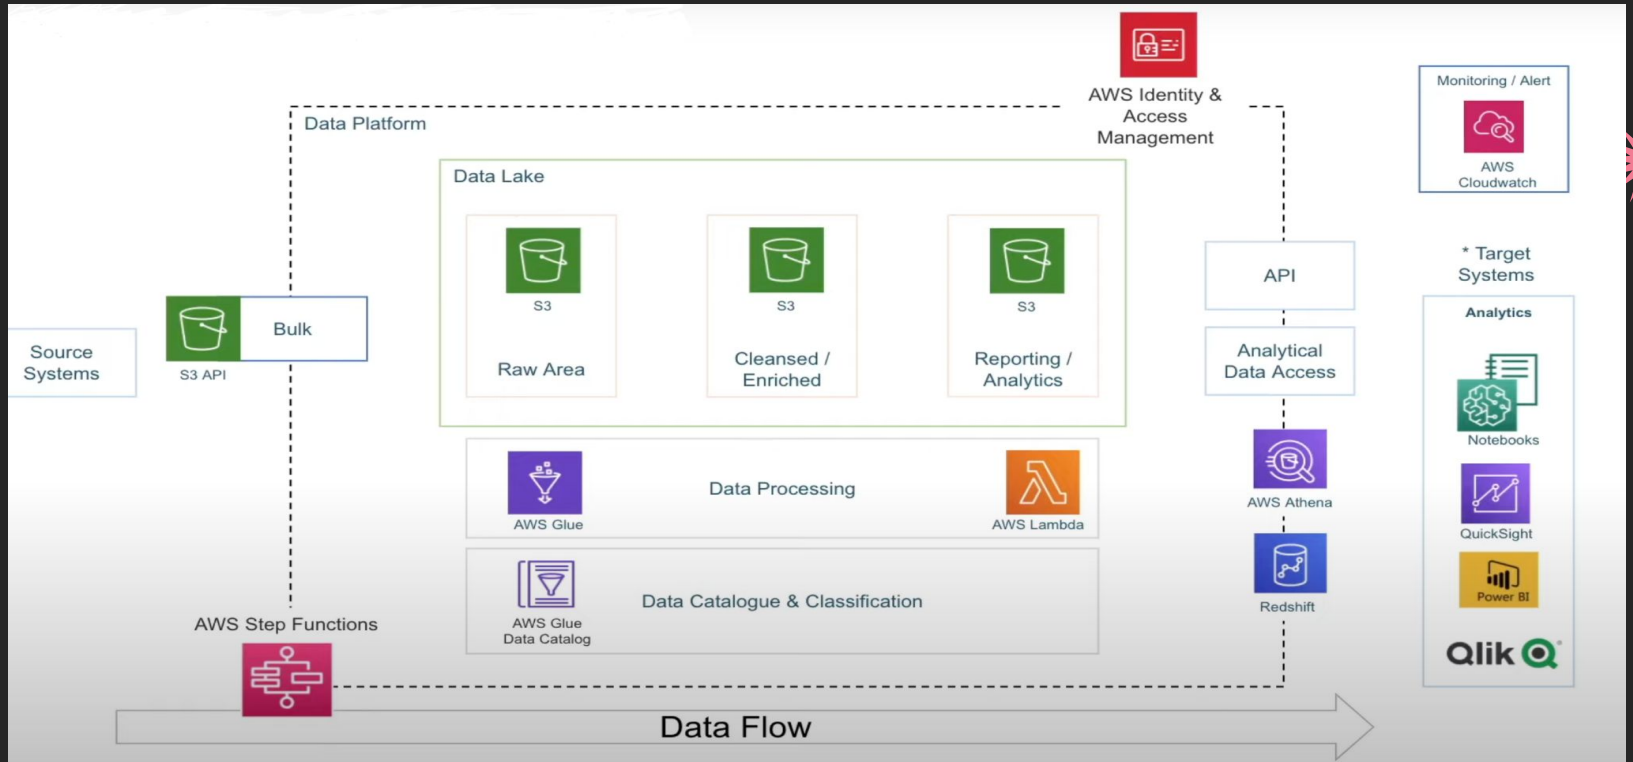 AWS Identity &
Access
Management
Monitoring / Alert
AWS
Cloudwatch
Data Platform
Data Lake
S3
Raw Area
S3
Cleansed /
Enriched
S3
Reporting /
Analytics
Source
Systems
Bulk
S3 API
API
Analytical
Data Access
* Target
Systems
Analytics
Notebooks
QuickSight
Power BI
Qlik
Data Processing
AWS Glue
AWS Lambda
AWS Athena
Redshift
Data Catalogue & Classification
AWS Glue
Data Catalog
AWS Step Functions
Data Flow